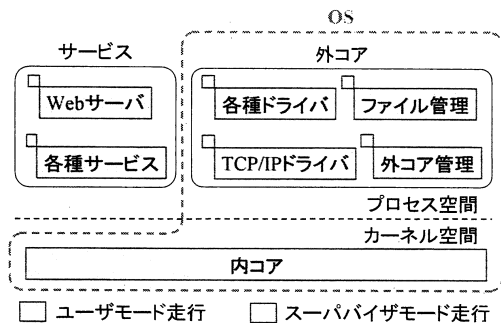 OS
サービス
外コア
Webサーバ
各種ドライバ
ファイル管理
各種サービス
TCP/IPドライバ
外コア管理
プロセス空間
カーネル空間
内コア
ユーザモード走行
スーパバイザモード走行